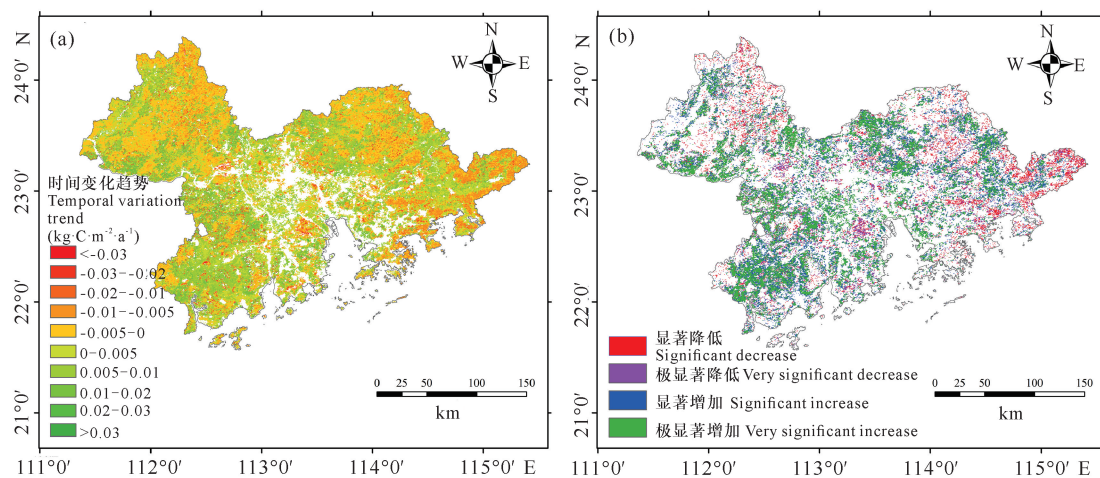 (a)
N
W E
S
N
24°0′
23°0′
22°0′
21°0′
时间变化趋势
Temporal variation
trend
(kg·C·m⁻²·a⁻¹)
<-0.03
-0.03--0.02
-0.02--0.01
-0.01--0.005
-0.005-0
0-0.005
0.005-0.01
0.01-0.02
0.02-0.03
>0.03
0 25 50 100 150
km
111°0′ 112°0′ 113°0′ 114°0′ 115°0′ E
(b)
N
W E
S
N
24°0′
23°0′
22°0′
21°0′
显著降低
Significant decrease
极显著降低 Very significant decrease
显著增加 Significant increase
极显著增加 Very significant increase
0 25 50 100 150
km
111°0′ 112°0′ 113°0′ 114°0′ 115°0′ E